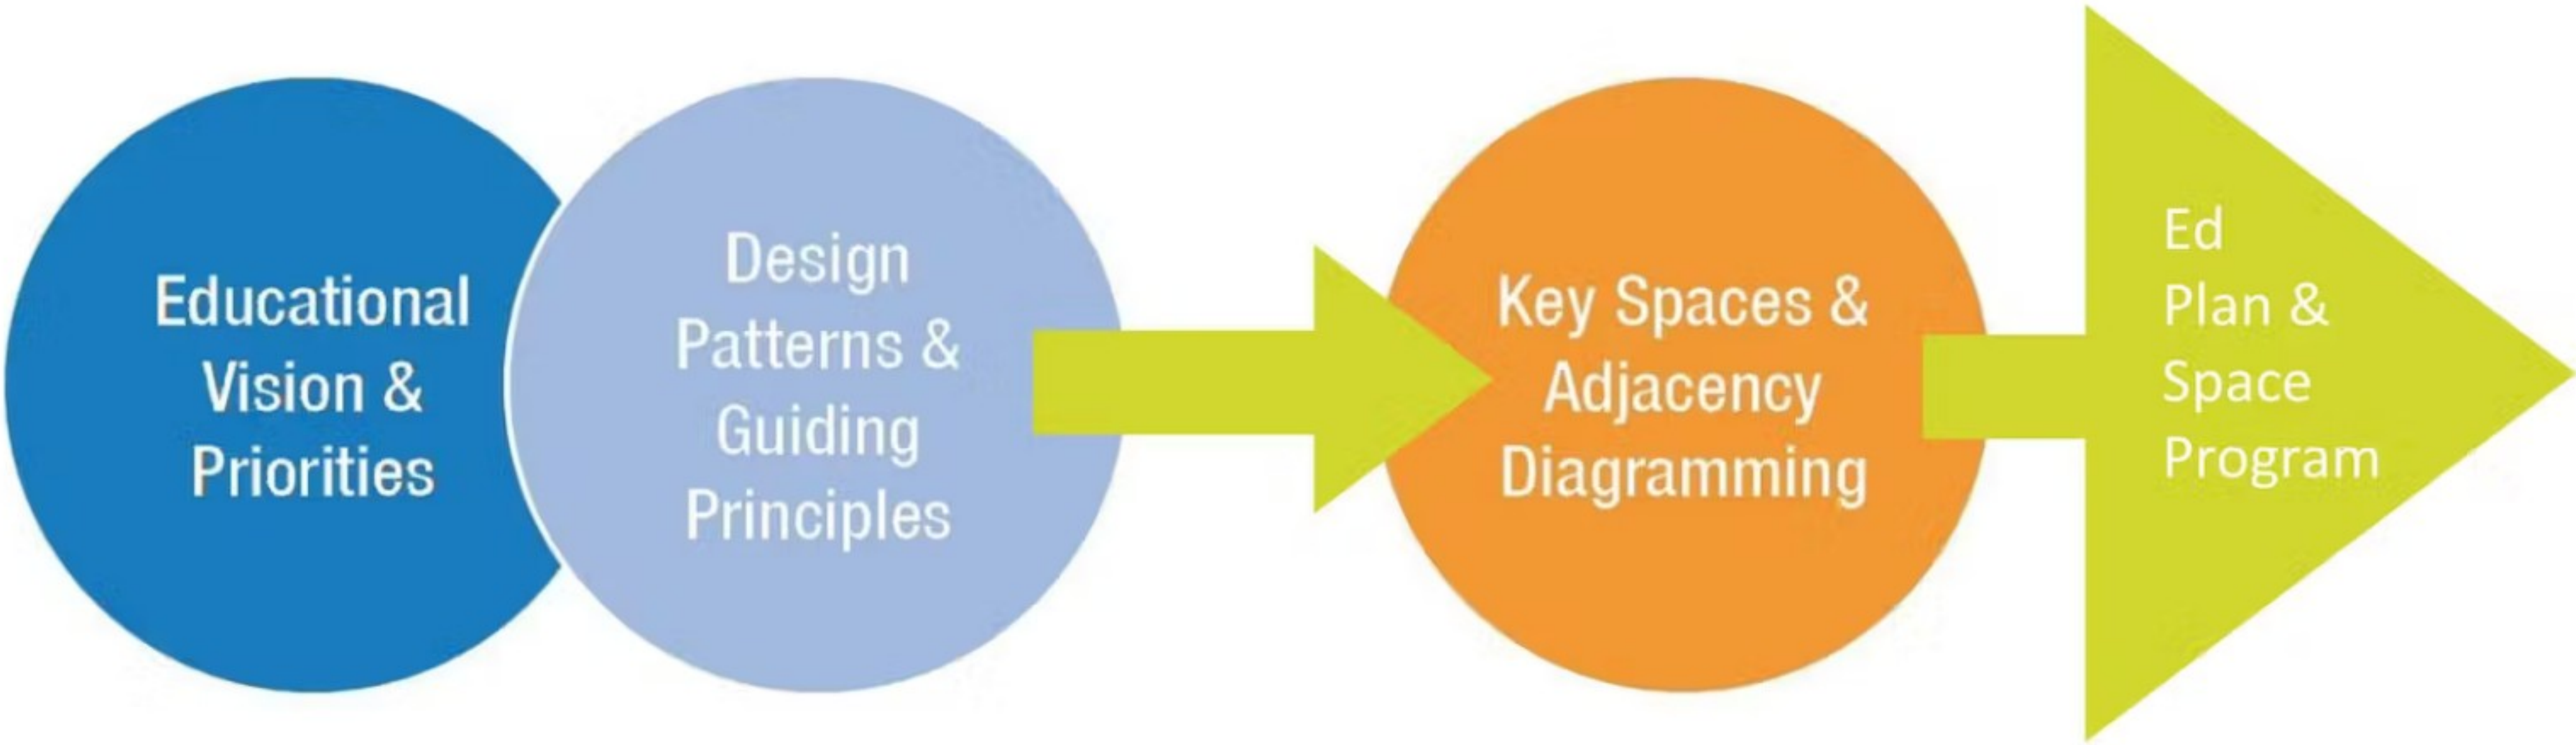 Educational
Vision &
Priorities
Design
Patterns &
Guiding
Principles
Key Spaces &
Adjacency
Diagramming
Ed
Plan &
Space
Program